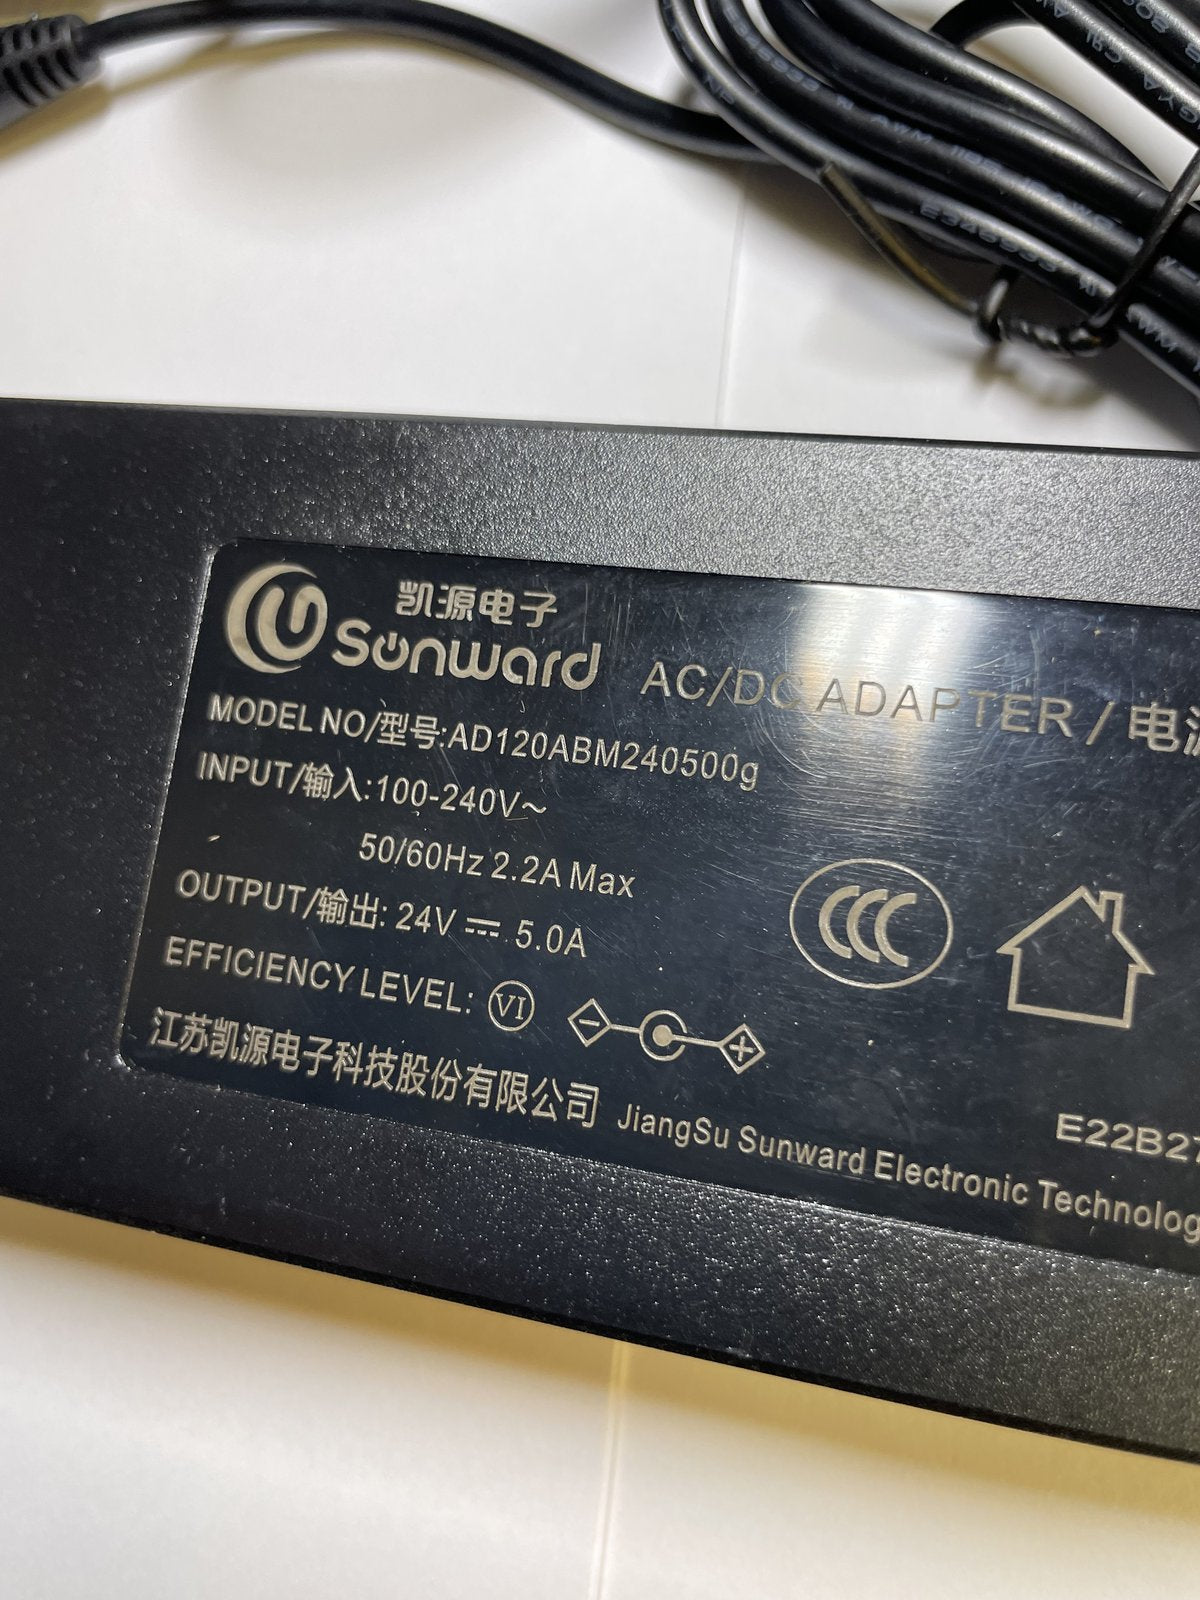 凯源电子
Sunward
AC/DC ADAPTER / 电
MODEL NO/型号:AD120ABM240500g
INPUT/输入:100-240V~
50/60Hz 2.2A Max
OUTPUT/输出: 24V ⎓ 5.0A
EFFICIENCY LEVEL: VI
CCC
江苏凯源电子科技股份有限公司 JiangSu Sunward Electronic Technolog
E22B27